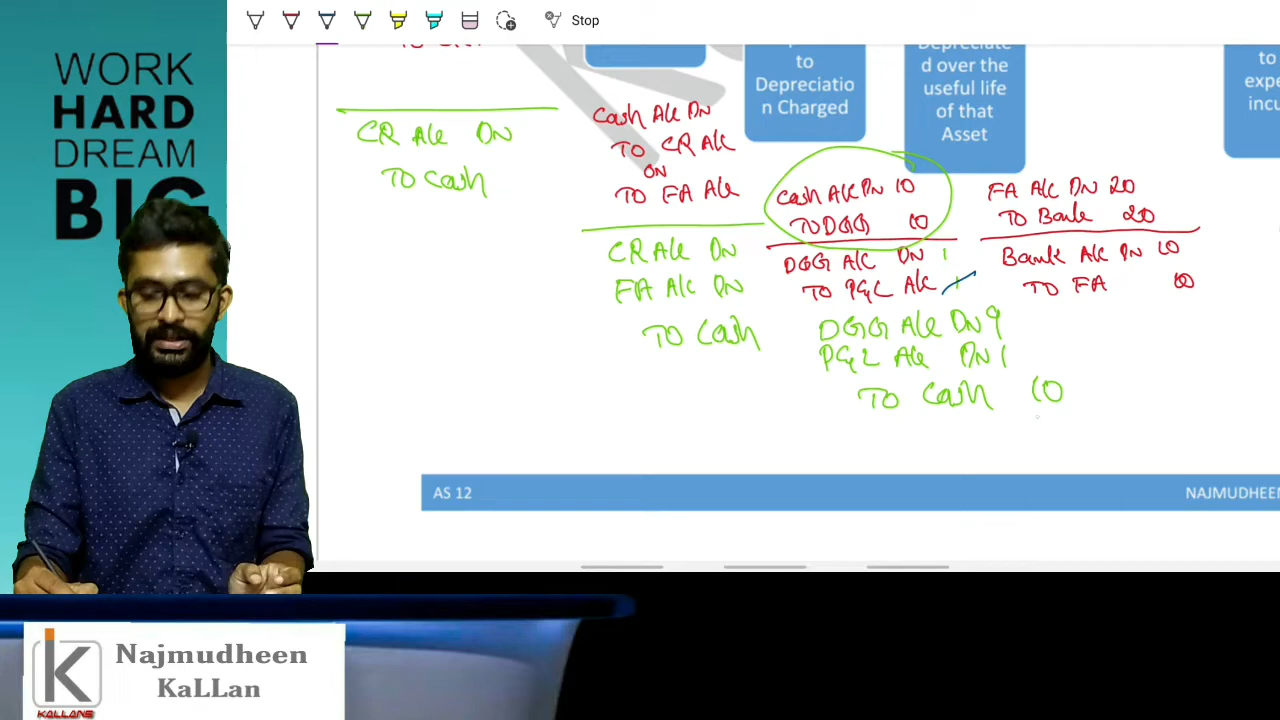 Stop
WORK
HARD
DREAM
BIG
to
Depreciatio
n Charged
Depreciate
d over the
useful life
of that
Asset
to
expe
incu
CR A/c Dr
To Cash
Cash A/c Dr
To CR A/c
OR
To FA A/c
CR A/c Dr
FA A/c Dr
To Cash
Cash A/c Dr 10
To DGG 10
DGG A/c Dr 1
To P&L A/c 1
DGG A/c Dr 9
P&L A/c Dr 1
To Cash 10
FA A/c Dr 20
To Bank 20
Bank A/c Dr 10
To FA 10
AS 12
NAJMUDHEEN
Najmudheen
KaLLan
KALLANS